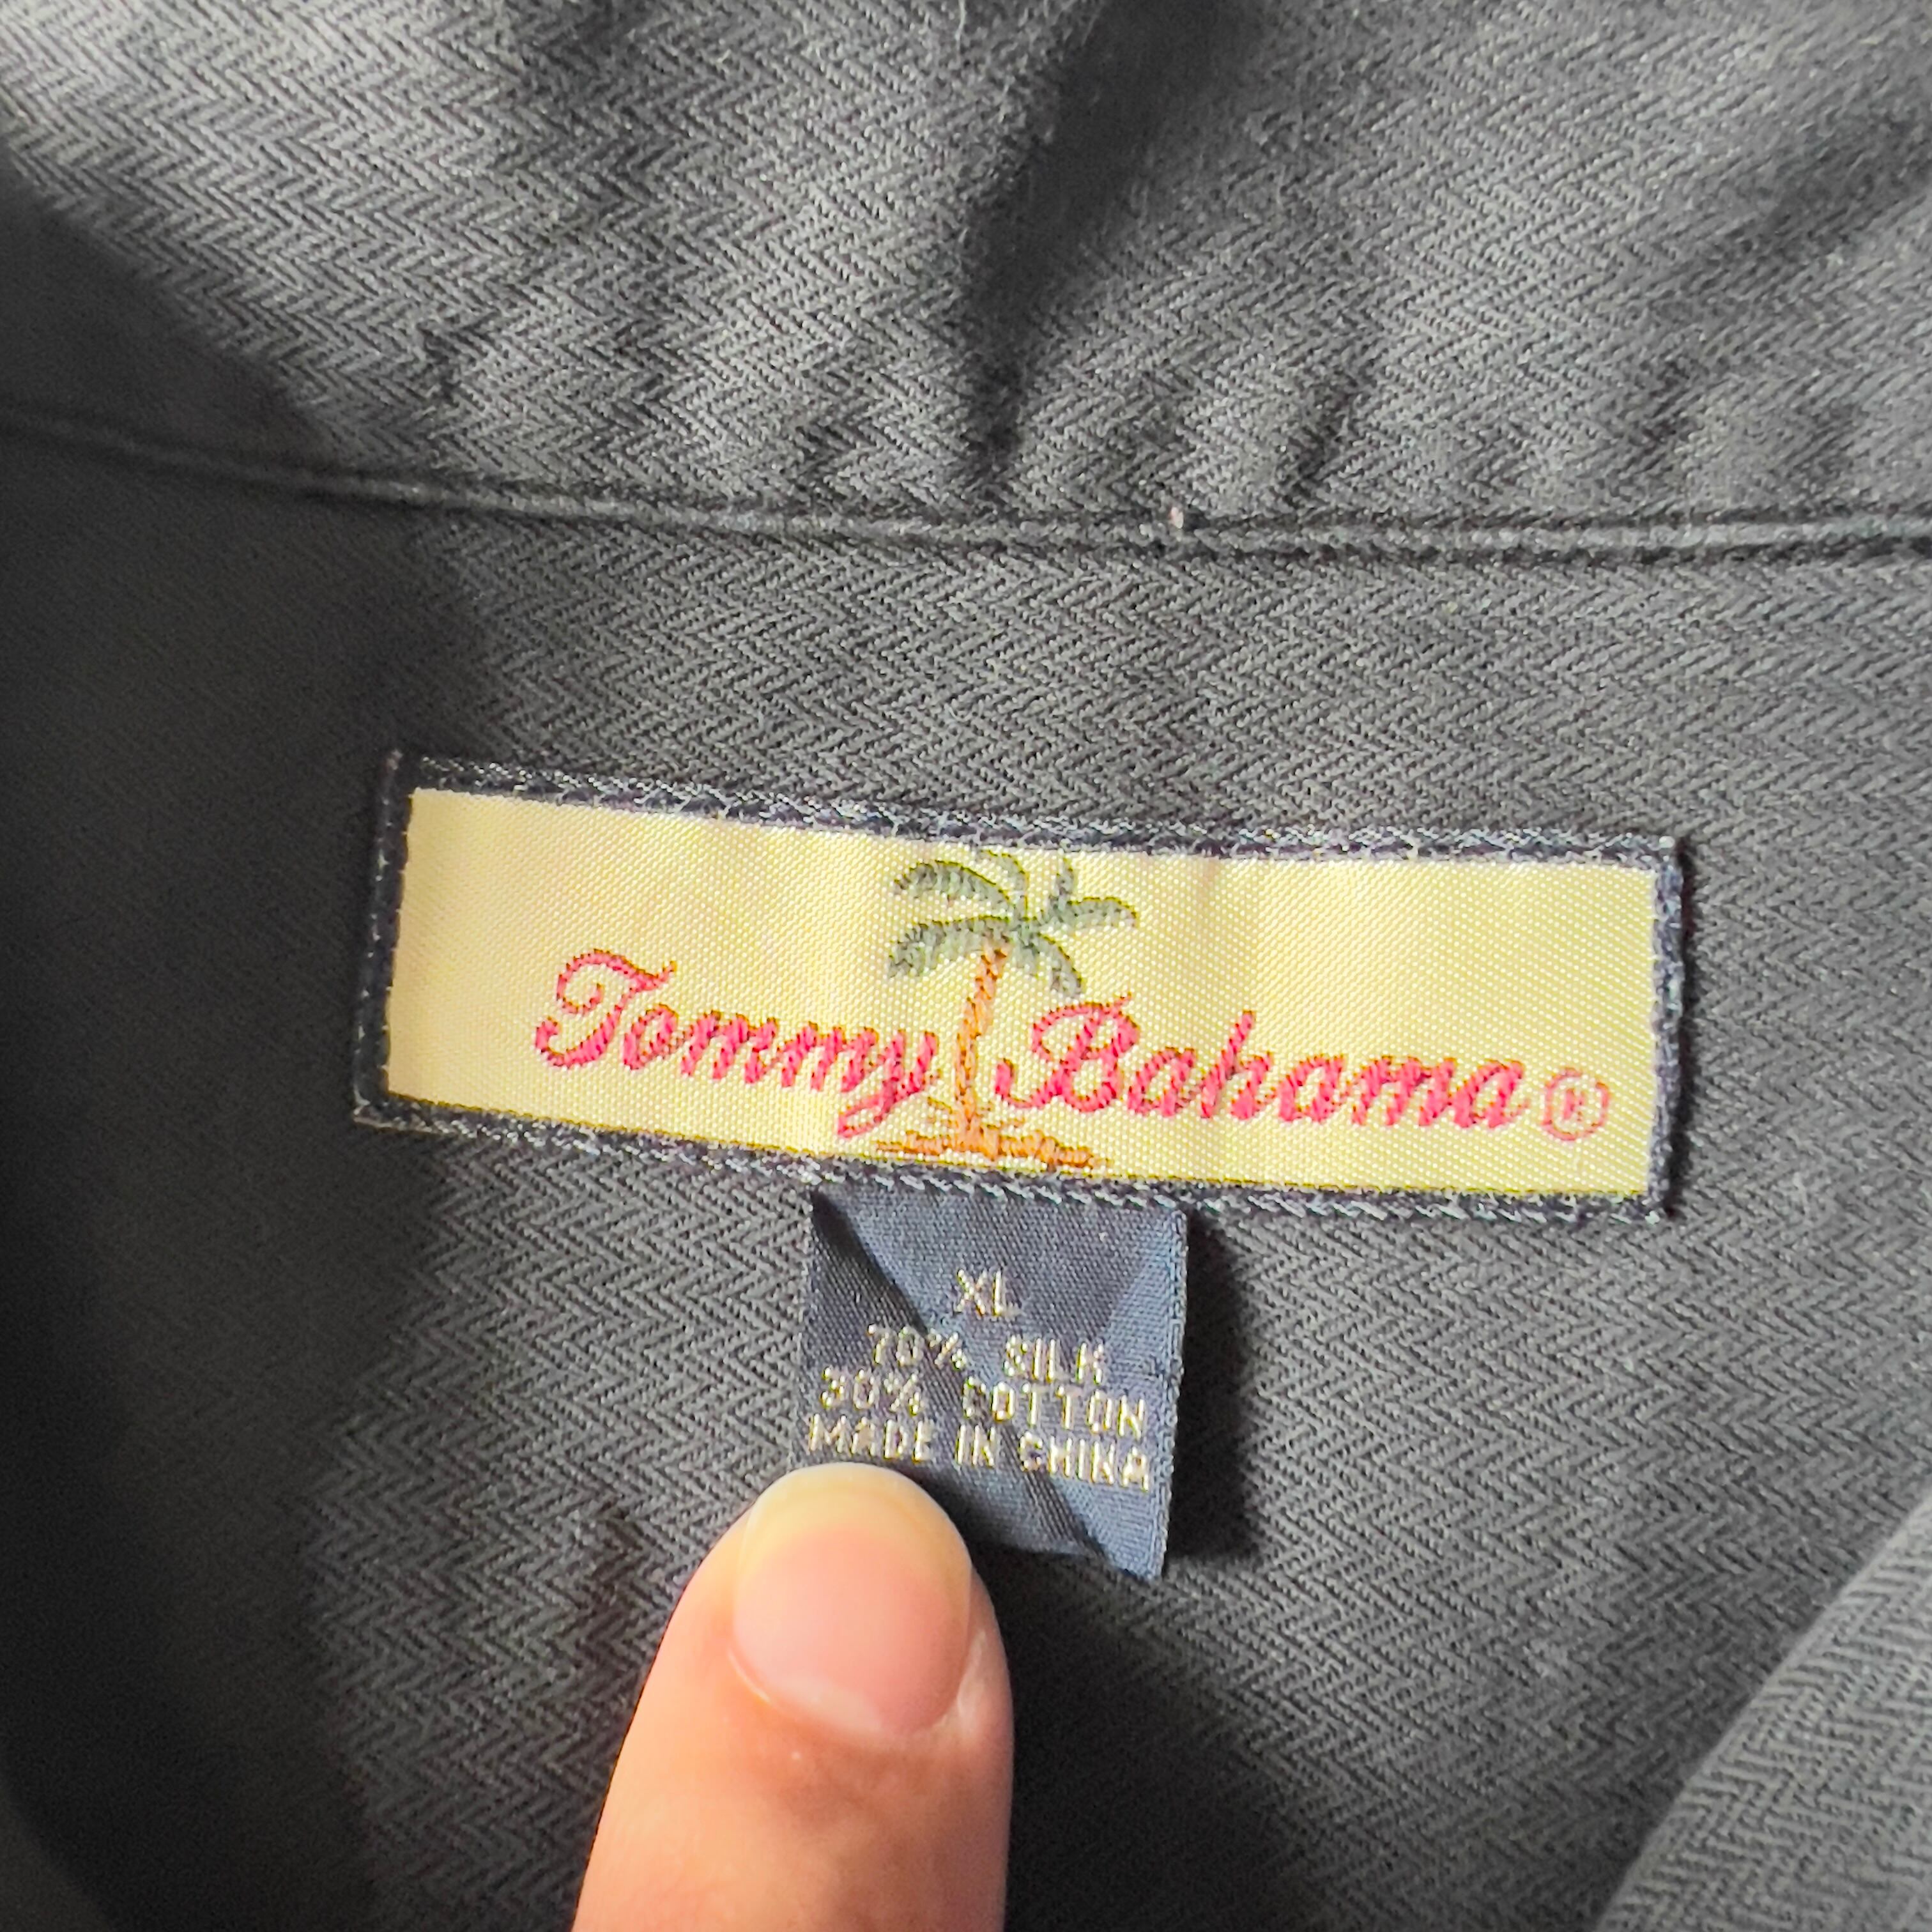 Tommy Bahama®
XL
70% SILK
30% COTTON
MADE IN CHINA